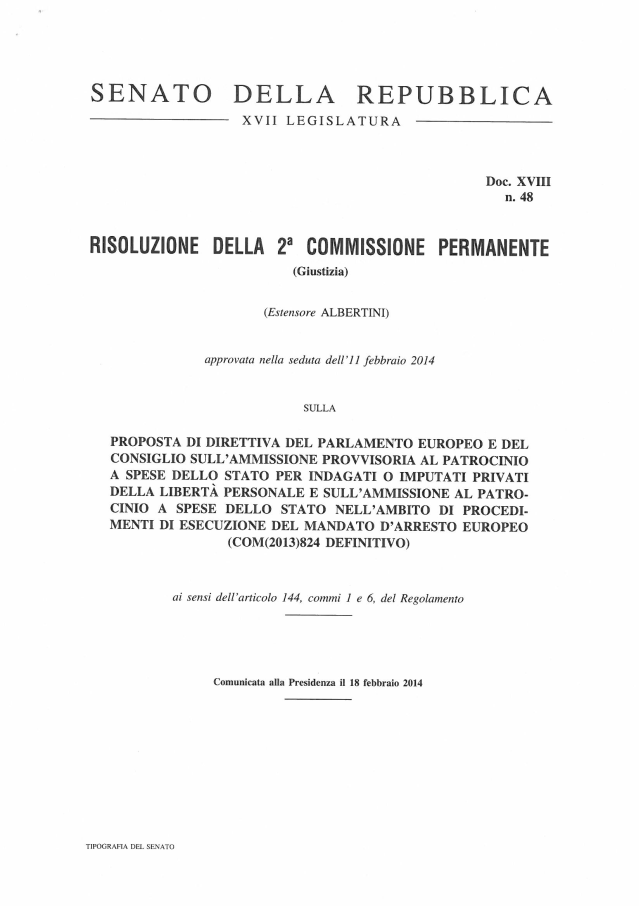 SENATO DELLA REPUBBLICA
XVII LEGISLATURA
Doc. XVIII
n. 48
RISOLUZIONE DELLA 2ª COMMISSIONE PERMANENTE
(Giustizia)
(Estensore ALBERTINI)
approvata nella seduta dell'11 febbraio 2014
SULLA
PROPOSTA DI DIRETTIVA DEL PARLAMENTO EUROPEO E DEL
CONSIGLIO SULL'AMMISSIONE PROVVISORIA AL PATROCINIO
A SPESE DELLO STATO PER INDAGATI O IMPUTATI PRIVATI
DELLA LIBERTÀ PERSONALE E SULL'AMMISSIONE AL PATRO-
CINIO A SPESE DELLO STATO NELL'AMBITO DI PROCEDI-
MENTI DI ESECUZIONE DEL MANDATO D'ARRESTO EUROPEO
(COM(2013)824 DEFINITIVO)
ai sensi dell'articolo 144, commi 1 e 6, del Regolamento
Comunicata alla Presidenza il 18 febbraio 2014
TIPOGRAFIA DEL SENATO